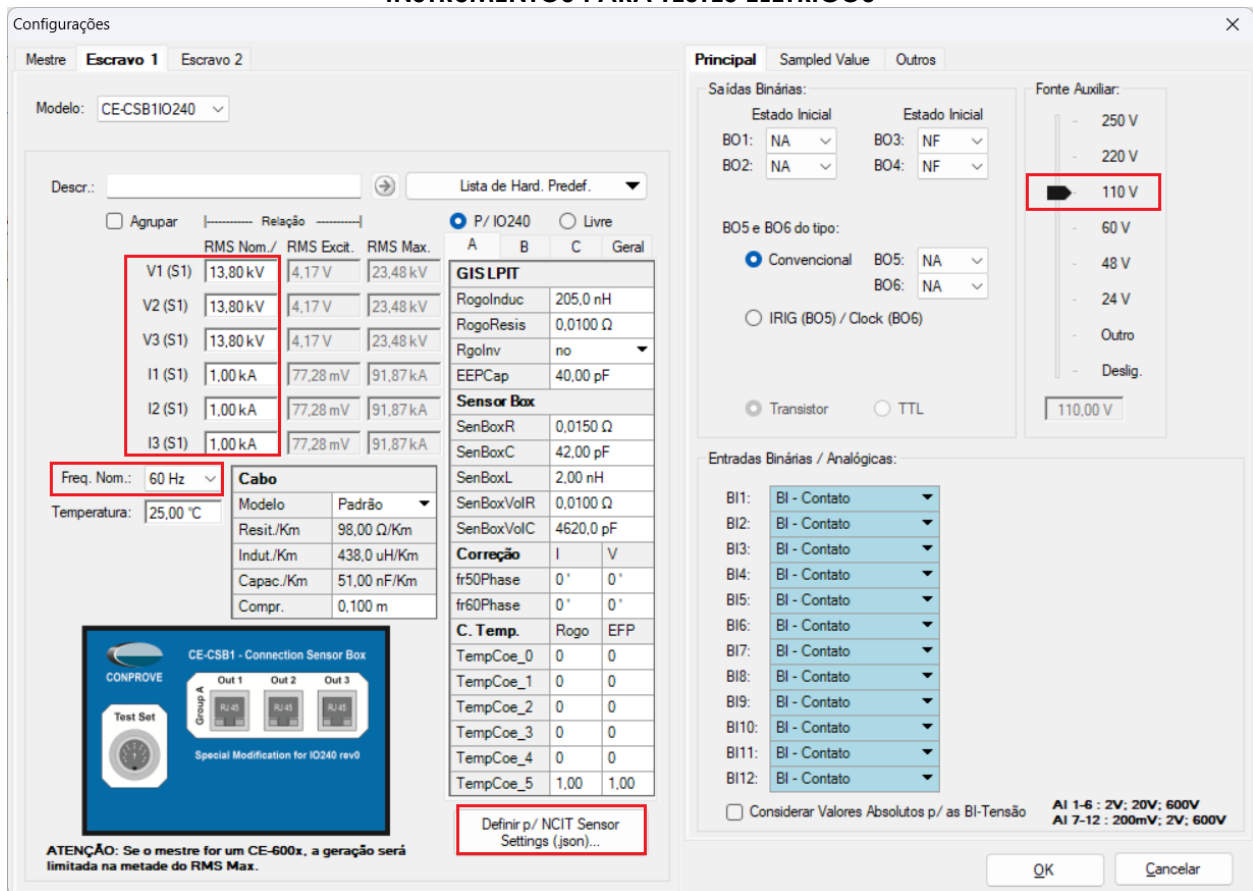 INSTRUMENTOS PARA TESTES ELÉTRICOS
Configurações
Mestre Escravo 1 Escravo 2
Modelo: CE-CSB1IO240
Descr.:
Lista de Hard. Predef.
Agrupar |------------ Relação -----------|
P/ IO240 Livre
RMS Nom./ RMS Excit. RMS Max.
A B C Geral
V1 (S1) 13,80 kV 4,17 V 23,48 kV
V2 (S1) 13,80 kV 4,17 V 23,48 kV
V3 (S1) 13,80 kV 4,17 V 23,48 kV
I1 (S1) 1,00 kA 77,28 mV 91,87 kA
I2 (S1) 1,00 kA 77,28 mV 91,87 kA
I3 (S1) 1,00 kA 77,28 mV 91,87 kA
Freq. Nom.: 60 Hz
Temperatura: 25,00 °C
Cabo
Modelo Padrão
Resit./Km 98,00 Ω/Km
Indut./Km 438,0 uH/Km
Capac./Km 51,00 nF/Km
Compr. 0,100 m
GIS LPIT
RogoInduc 205,0 nH
RogoResis 0,0100 Ω
RgoInv no
EEPCap 40,00 pF
Sensor Box
SenBoxR 0,0150 Ω
SenBoxC 42,00 pF
SenBoxL 2,00 nH
SenBoxVolR 0,0100 Ω
SenBoxVolC 4620,0 pF
Correção I V
fr50Phase 0 ' 0 '
fr60Phase 0 ' 0 '
C. Temp. Rogo EFP
TempCoe_0 0 0
TempCoe_1 0 0
TempCoe_2 0 0
TempCoe_3 0 0
TempCoe_4 0 0
TempCoe_5 1,00 1,00
Definir p/ NCIT Sensor
Settings (.json)...
CONPROVE
CE-CSB1 - Connection Sensor Box
Test Set
Group A
Out 1 Out 2 Out 3
RJ 45 RJ 45 RJ 45
Special Modification for IO240 rev0
ATENÇÃO: Se o mestre for um CE-600x, a geração será
limitada na metade do RMS Max.
Principal Sampled Value Outros
Saídas Binárias:
Estado Inicial Estado Inicial
BO1: NA BO3: NF
BO2: NA BO4: NF
BO5 e BO6 do tipo:
Convencional BO5: NA
BO6: NA
IRIG (BO5) / Clock (BO6)
Transistor TTL
Fonte Auxiliar:
250 V
220 V
110 V
60 V
48 V
24 V
Outro
Deslig.
110,00 V
Entradas Binárias / Analógicas:
BI1: BI - Contato
BI2: BI - Contato
BI3: BI - Contato
BI4: BI - Contato
BI5: BI - Contato
BI6: BI - Contato
BI7: BI - Contato
BI8: BI - Contato
BI9: BI - Contato
BI10: BI - Contato
BI11: BI - Contato
BI12: BI - Contato
Considerar Valores Absolutos p/ as BI-Tensão
AI 1-6 : 2V; 20V; 600V
AI 7-12 : 200mV; 2V; 600V
OK Cancelar